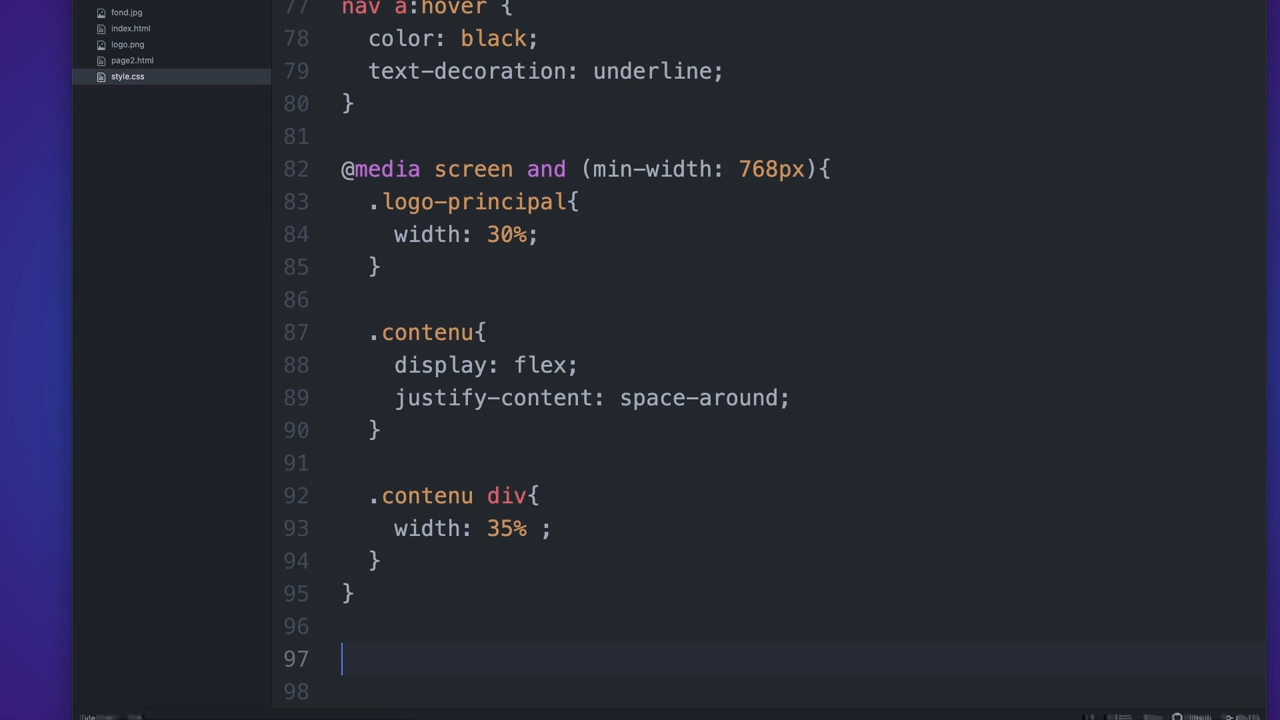 fond.jpg
index.html
logo.png
page2.html
style.css
77 nav a:hover {
78   color: black;
79   text-decoration: underline;
80 }
81
82 @media screen and (min-width: 768px){
83   .logo-principal{
84     width: 30%;
85   }
86
87   .contenu{
88     display: flex;
89     justify-content: space-around;
90   }
91
92   .contenu div{
93     width: 35% ;
94   }
95 }
96
97
98